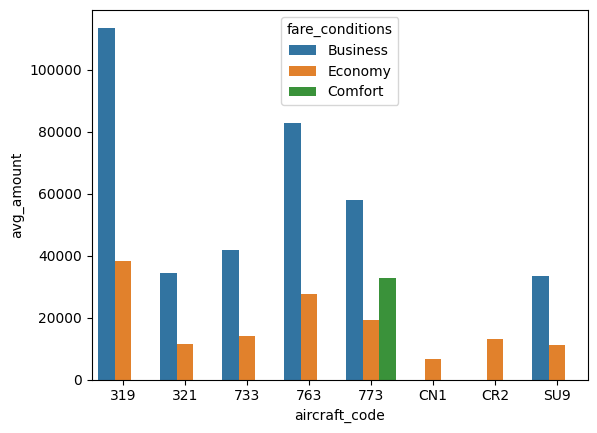 fare_conditions
Business
Economy
Comfort
avg_amount
100000
80000
60000
40000
20000
0
319 321 733 763 773 CN1 CR2 SU9
aircraft_code